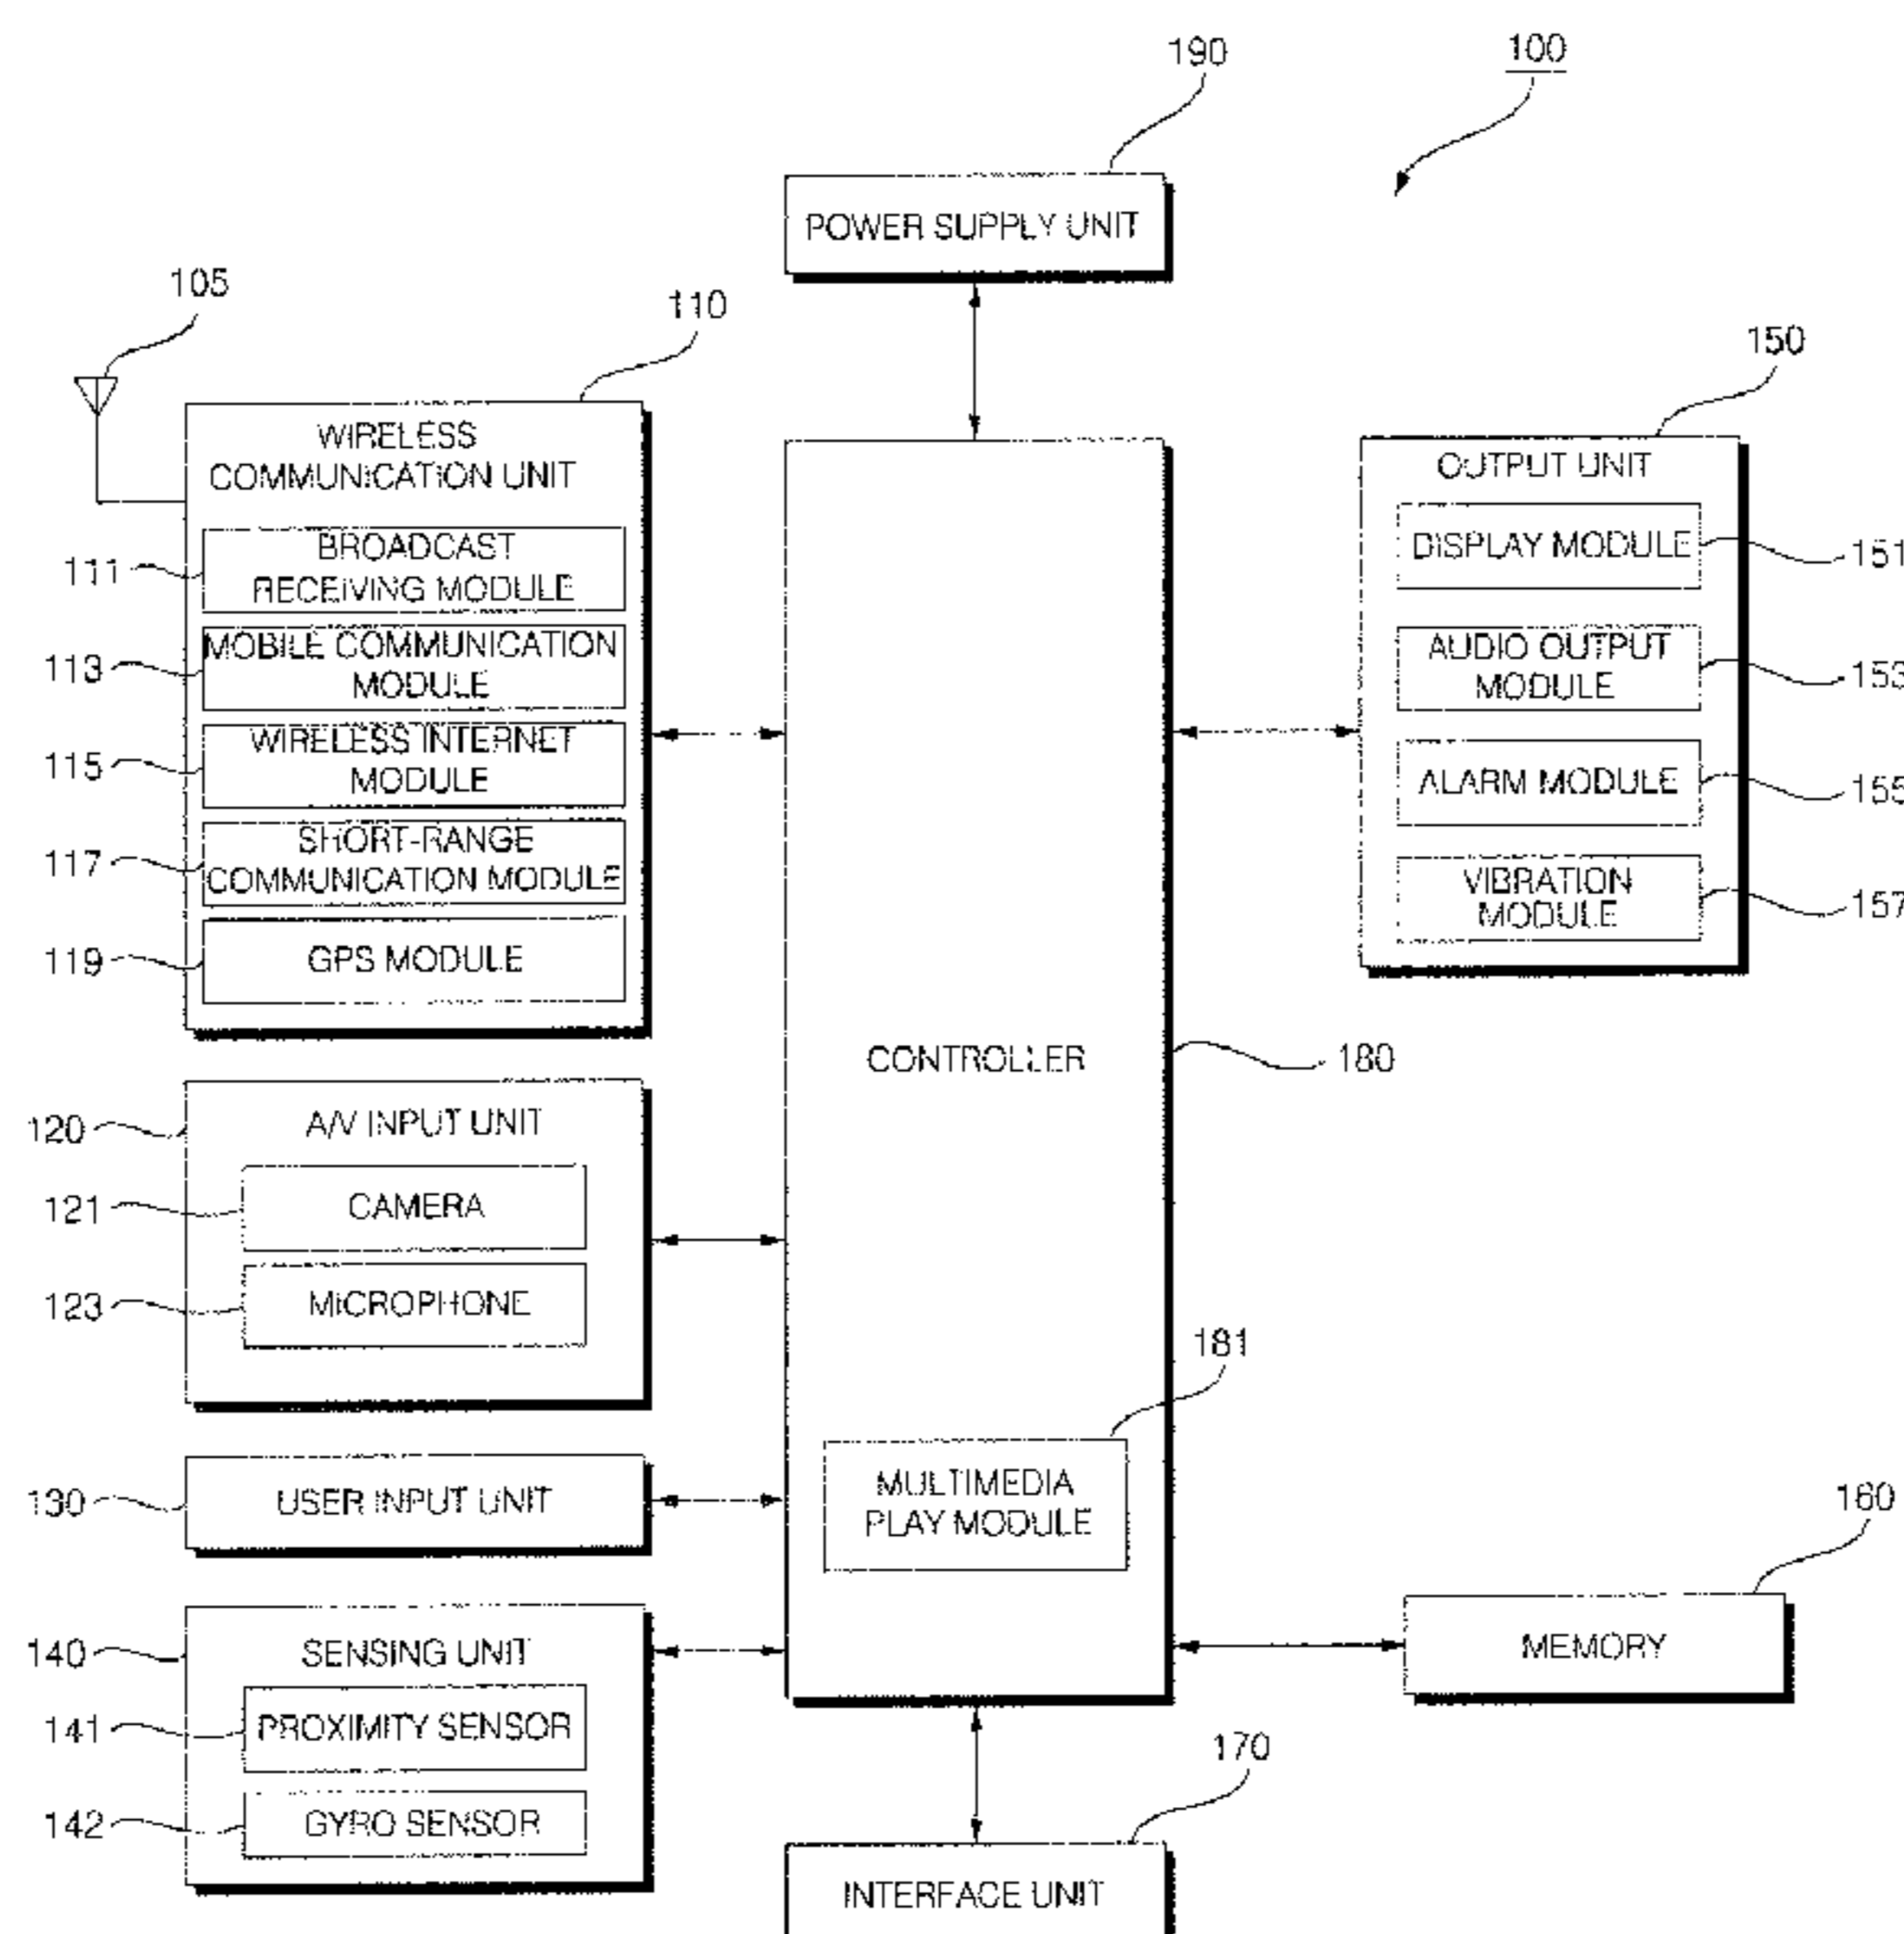 190
100
POWER SUPPLY UNIT
105
110
150
WIRELESS
COMMUNICATION UNIT
111
BROADCAST
RECEIVING MODULE
113
MOBILE COMMUNICATION
MODULE
115
WIRELESS INTERNET
MODULE
117
SHORT-RANGE
COMMUNICATION MODULE
119
GPS MODULE
OUTPUT UNIT
DISPLAY MODULE
151
AUDIO OUTPUT
MODULE
153
ALARM MODULE
155
VIBRATION
MODULE
157
CONTROLLER
180
120
A/V INPUT UNIT
121
CAMERA
123
MICROPHONE
181
MULTIMEDIA
PLAY MODULE
130
USER INPUT UNIT
160
MEMORY
140
SENSING UNIT
141
PROXIMITY SENSOR
142
GYRO SENSOR
170
INTERFACE UNIT